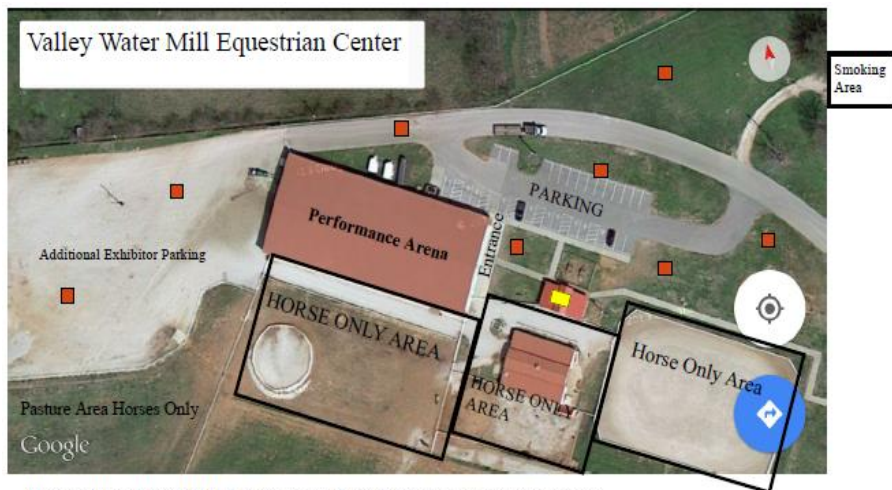 Valley Water Mill Equestrian Center
Smoking
Area
PARKING
Performance Arena
Entrance
Additional Exhibitor Parking
HORSE ONLY AREA
Horse Only Area
HORSE ONLY
AREA
Pasture Area Horses Only
Google